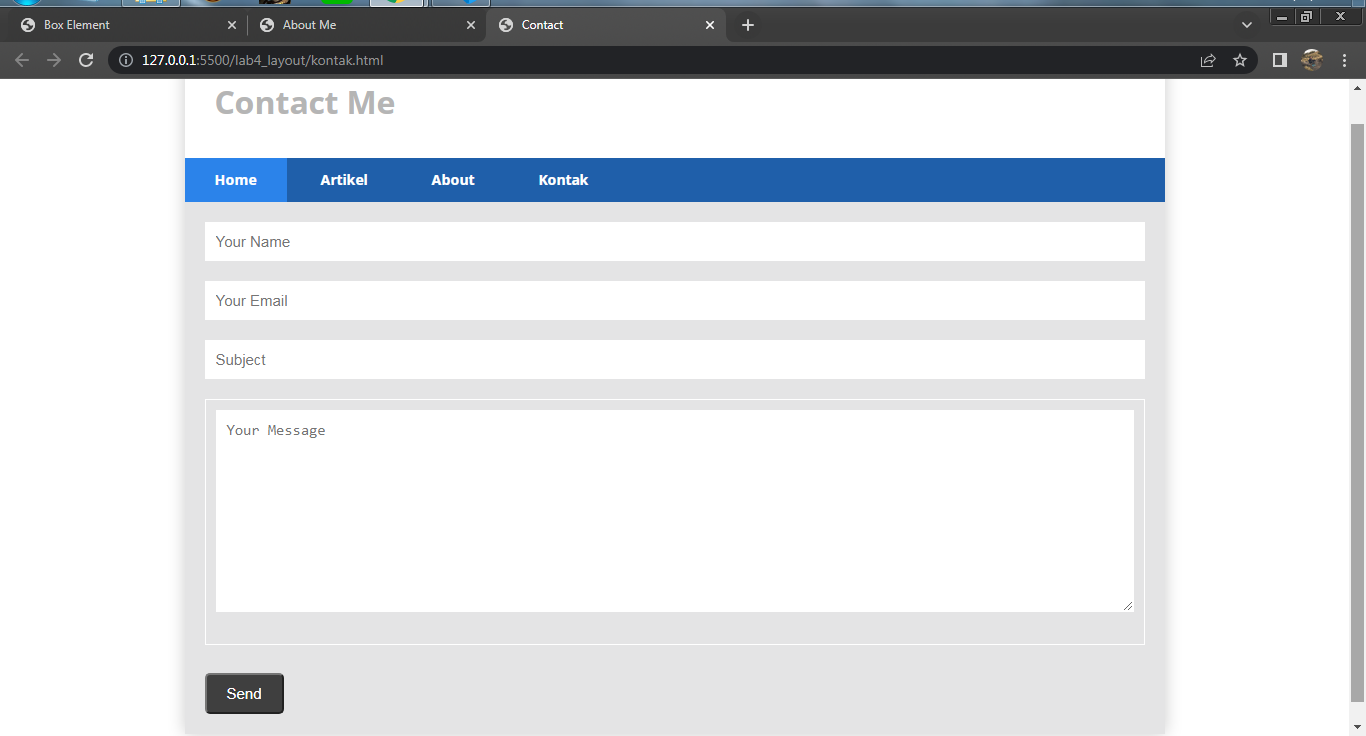 Box Element
About Me
Contact
127.0.0.1:5500/lab4_layout/kontak.html
Contact Me
Home Artikel About Kontak
Your Name
Your Email
Subject
Your Message
Send